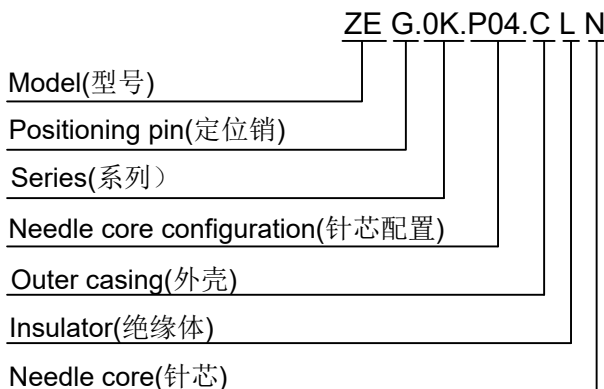 ZE G.0K.P04.C L N
Model(型号)
Positioning pin(定位销)
Series(系列）
Needle core configuration(针芯配置)
Outer casing(外壳)
Insulator(绝缘体)
Needle core(针芯)